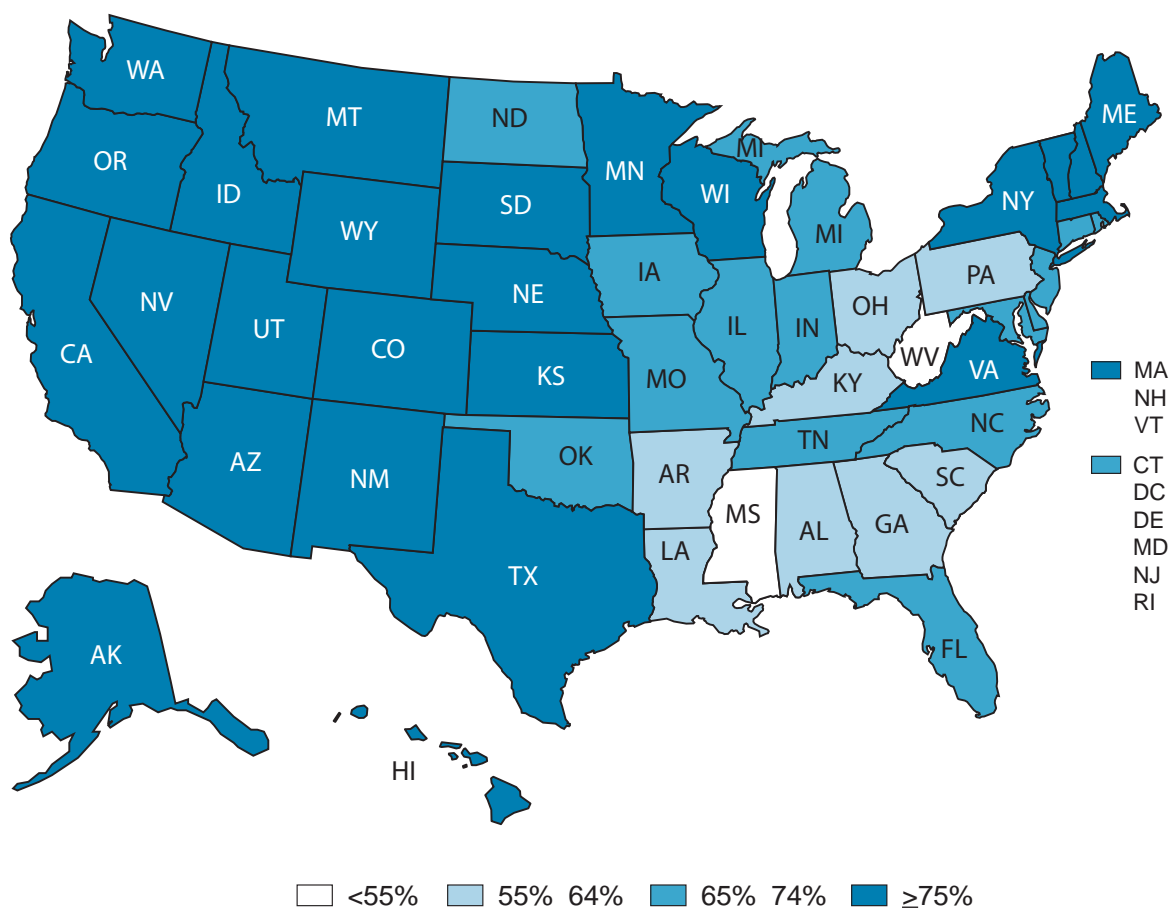 WA
MT
ND
ME
OR
ID
MN
MI
WI
SD
NY
WY
MI
IA
PA
NE
NV
OH
UT
IL
IN
CO
WV
CA
KS
MO
KY
VA
MA
NH
VT
NC
TN
OK
AZ
AR
SC
NM
MS
GA
AL
LA
TX
CT
DC
DE
MD
NJ
RI
FL
AK
HI
<55% 55% 64% 65% 74% ≥75%